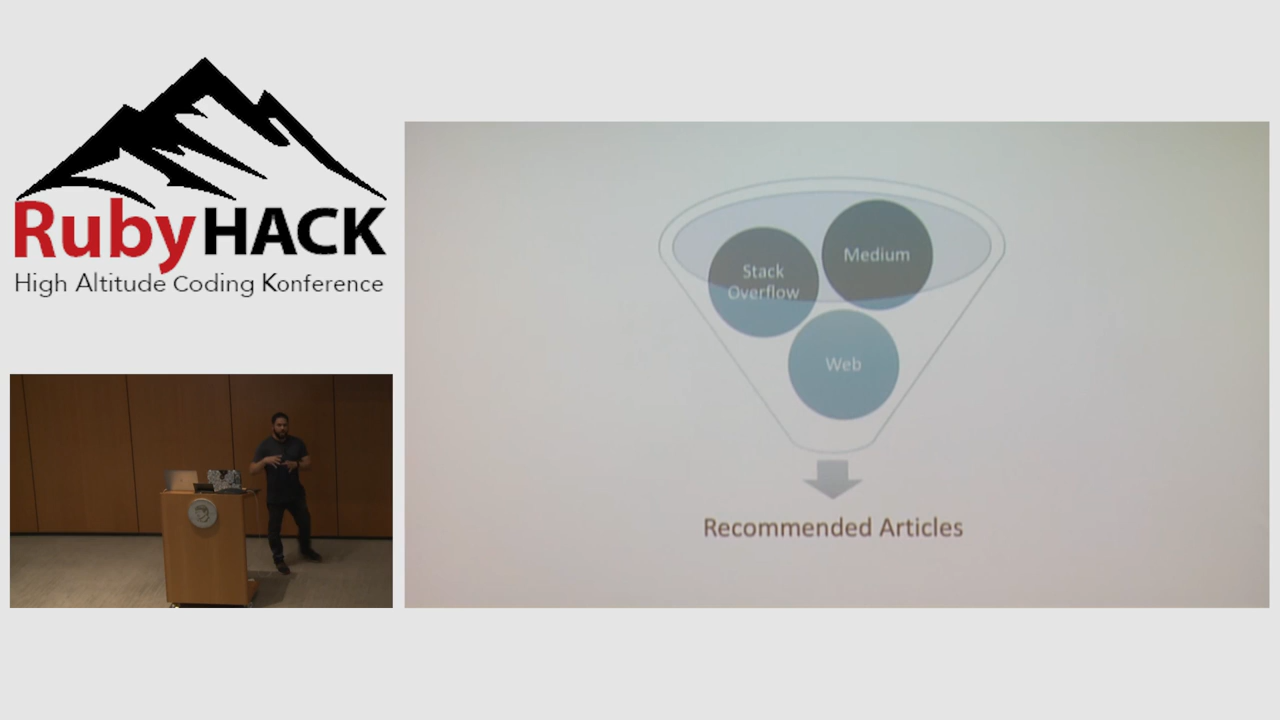 RubyHACK
High Altitude Coding Konference
Medium
Stack
Overflow
Web
Recommended Articles